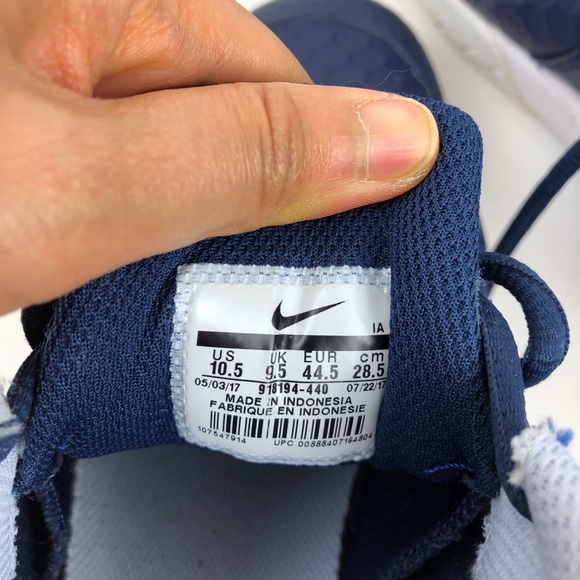 IA
US UK EUR cm
10.5 9.5 44.5 28.5
05/03/17 918194-440 07/22/17
MADE IN INDONESIA
FABRIQUE EN INDONESIE
107547914 UPC 00888407164804